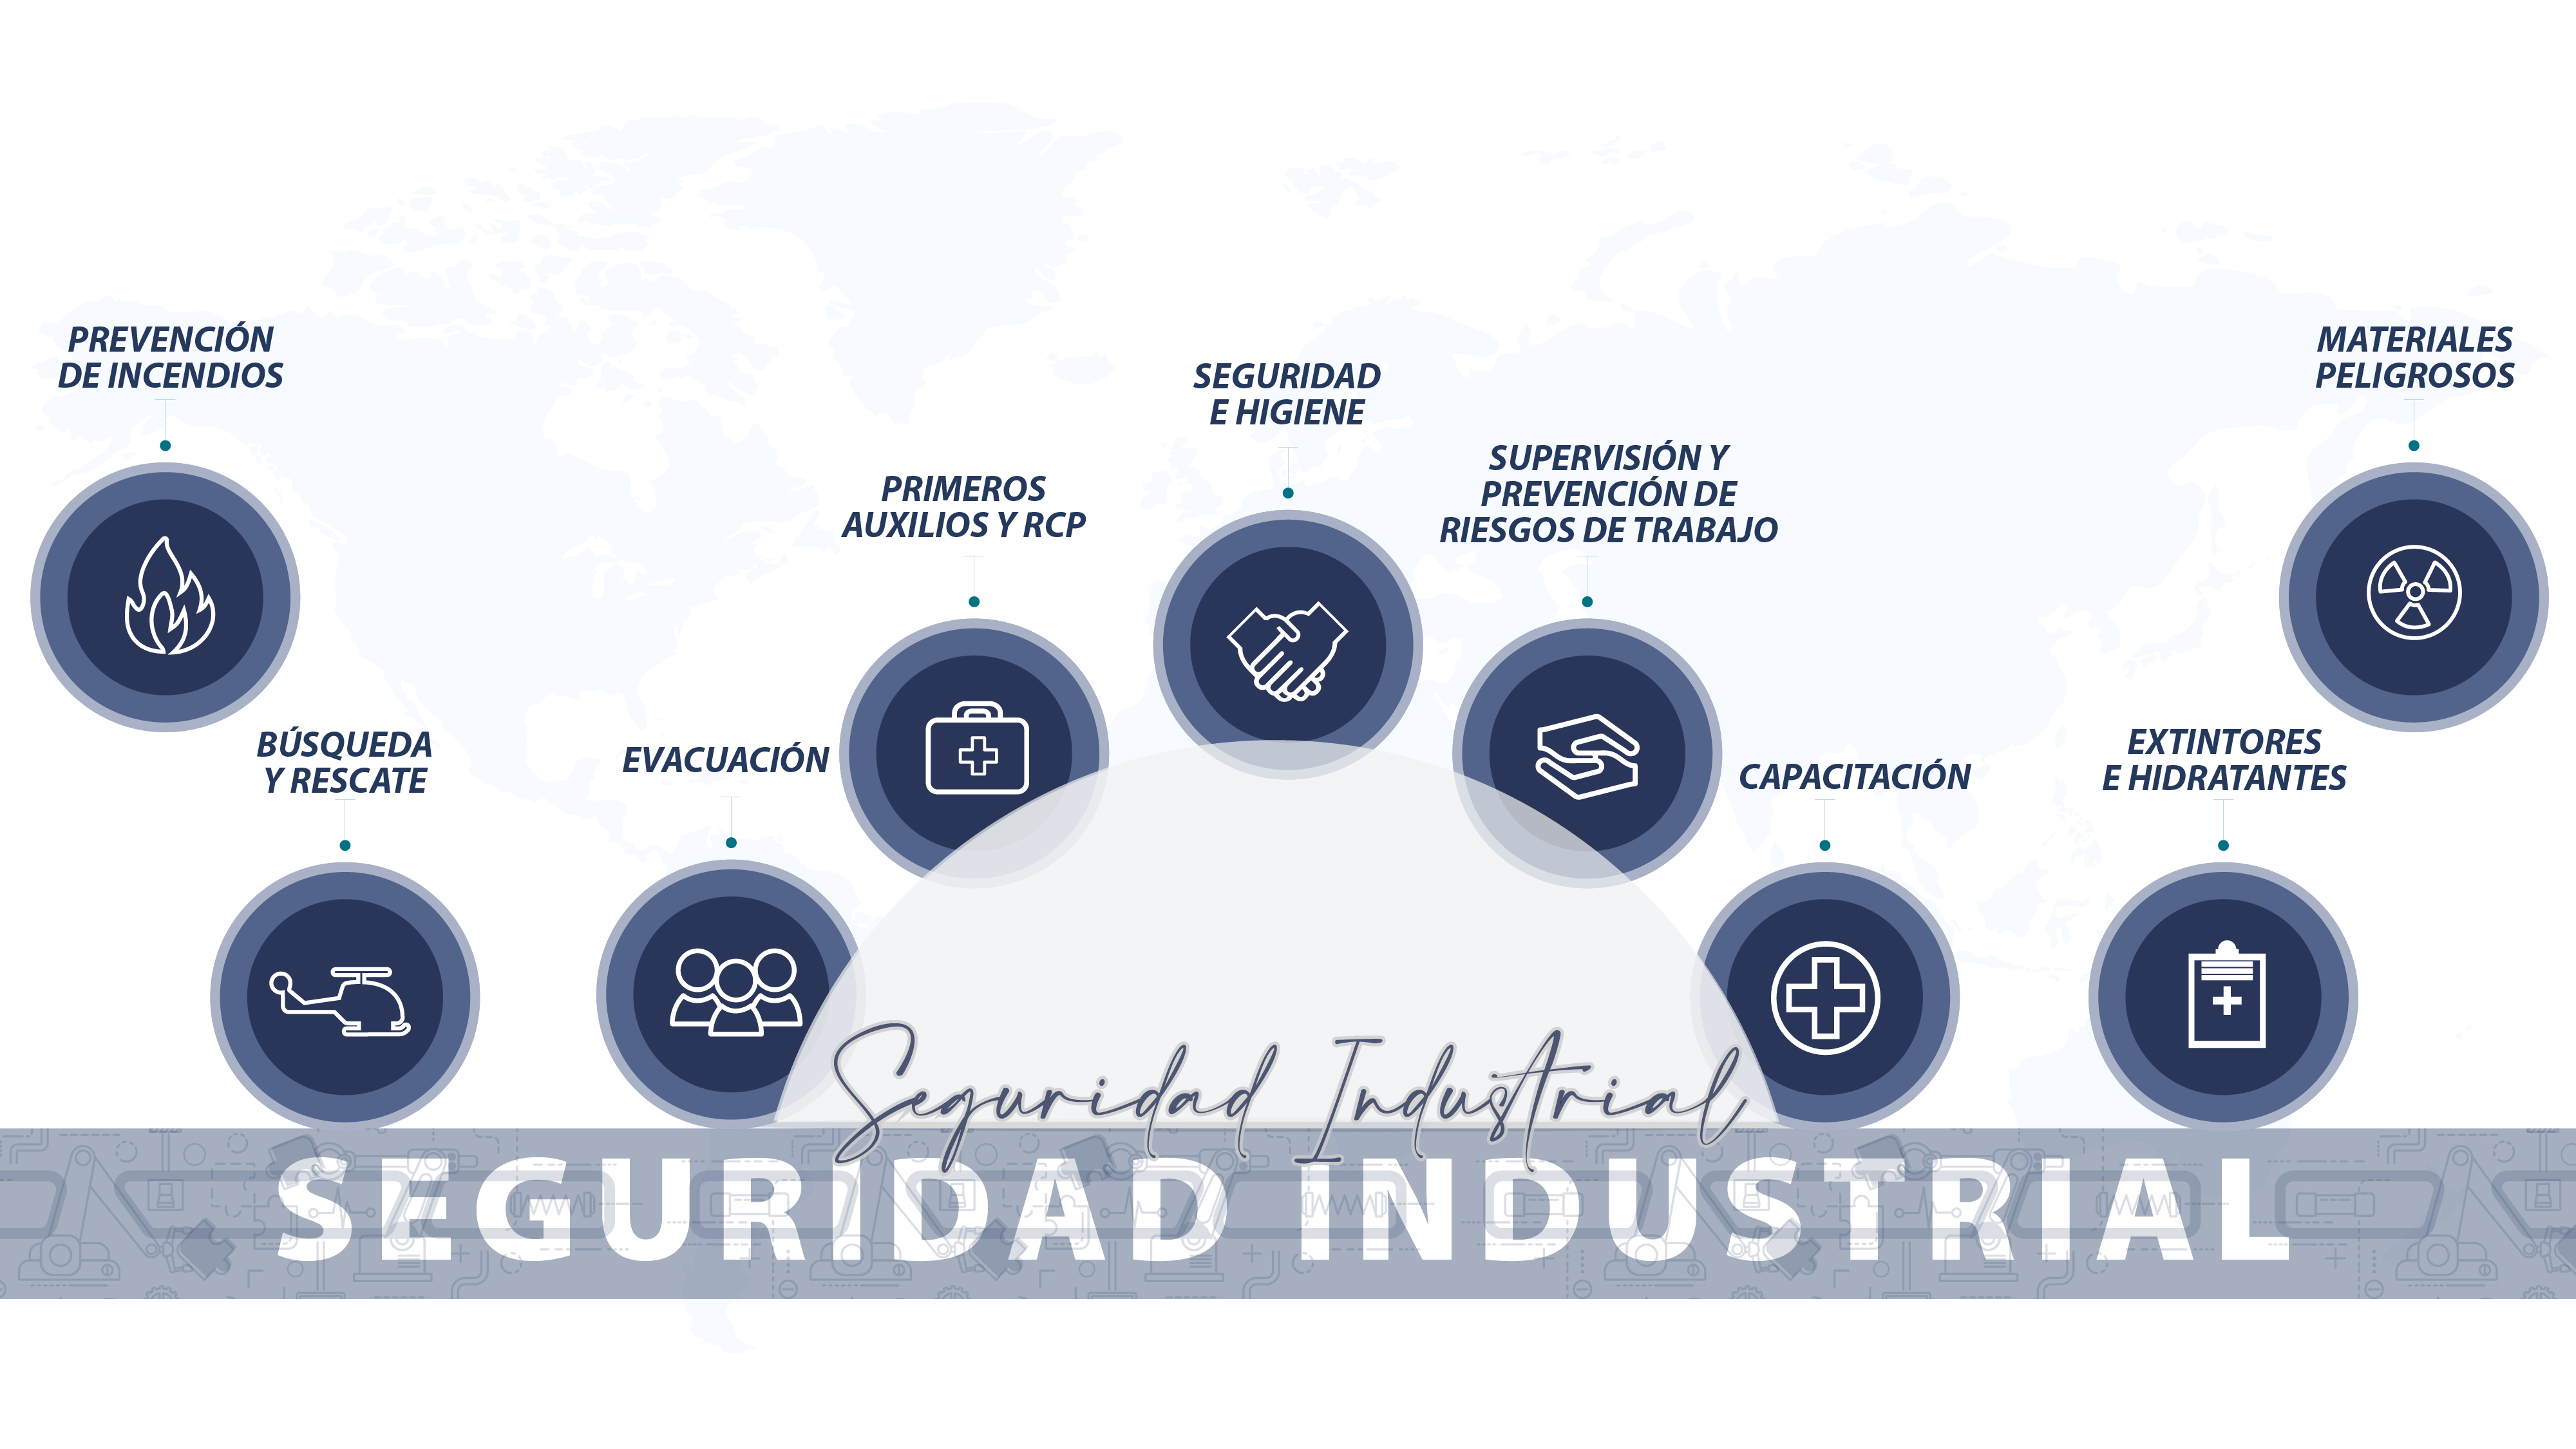 PREVENCIÓN
DE INCENDIOS
BÚSQUEDA
Y RESCATE
EVACUACIÓN
PRIMEROS
AUXILIOS Y RCP
SEGURIDAD
E HIGIENE
SUPERVISIÓN Y
PREVENCIÓN DE
RIESGOS DE TRABAJO
CAPACITACIÓN
EXTINTORES
E HIDRATANTES
MATERIALES
PELIGROSOS
Seguridad Industrial
SEGURIDAD INDUSTRIAL